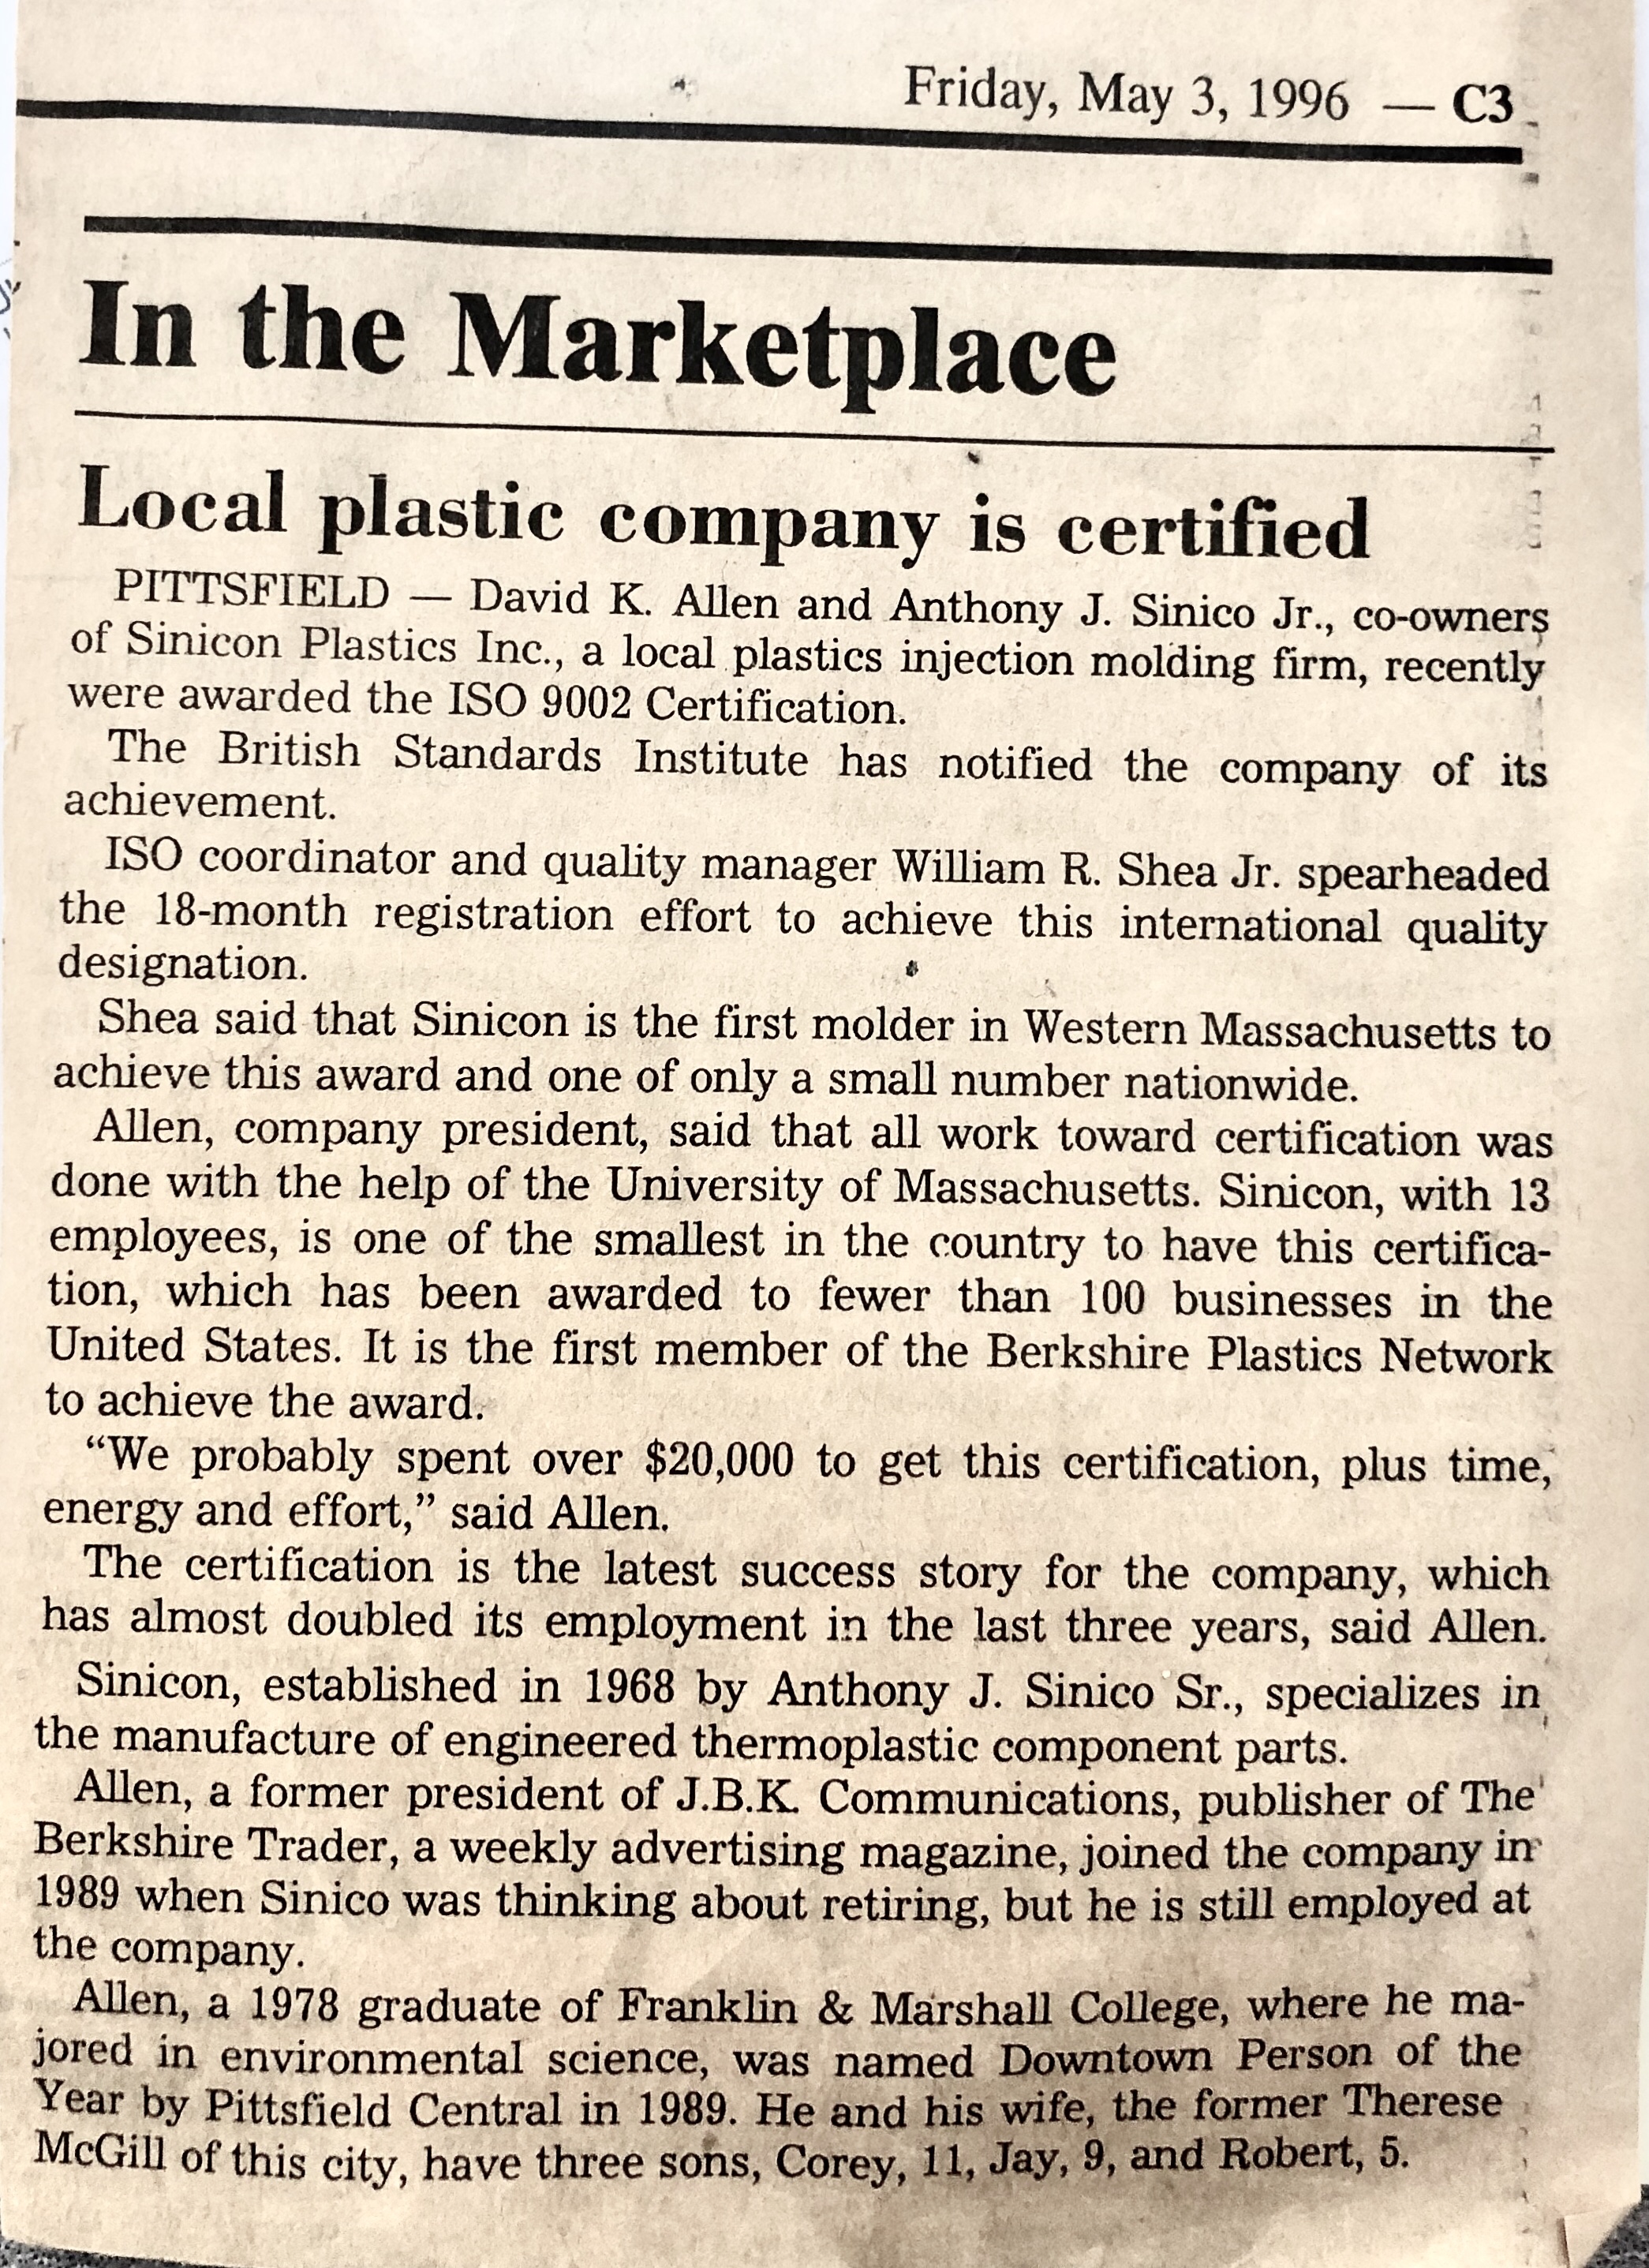 Friday, May 3, 1996 — C3
In the Marketplace
Local plastic company is certified
PITTSFIELD — David K. Allen and Anthony J. Sinico Jr., co-owners
of Sinicon Plastics Inc., a local plastics injection molding firm, recently
were awarded the ISO 9002 Certification.
The British Standards Institute has notified the company of its
achievement.
ISO coordinator and quality manager William R. Shea Jr. spearheaded
the 18-month registration effort to achieve this international quality
designation.
Shea said that Sinicon is the first molder in Western Massachusetts to
achieve this award and one of only a small number nationwide.
Allen, company president, said that all work toward certification was
done with the help of the University of Massachusetts. Sinicon, with 13
employees, is one of the smallest in the country to have this certifica-
tion, which has been awarded to fewer than 100 businesses in the
United States. It is the first member of the Berkshire Plastics Network
to achieve the award.
“We probably spent over $20,000 to get this certification, plus time,
energy and effort,” said Allen.
The certification is the latest success story for the company, which
has almost doubled its employment in the last three years, said Allen.
Sinicon, established in 1968 by Anthony J. Sinico Sr., specializes in
the manufacture of engineered thermoplastic component parts.
Allen, a former president of J.B.K. Communications, publisher of The
Berkshire Trader, a weekly advertising magazine, joined the company in
1989 when Sinico was thinking about retiring, but he is still employed at
the company.
Allen, a 1978 graduate of Franklin & Marshall College, where he ma-
jored in environmental science, was named Downtown Person of the
Year by Pittsfield Central in 1989. He and his wife, the former Therese
McGill of this city, have three sons, Corey, 11, Jay, 9, and Robert, 5.